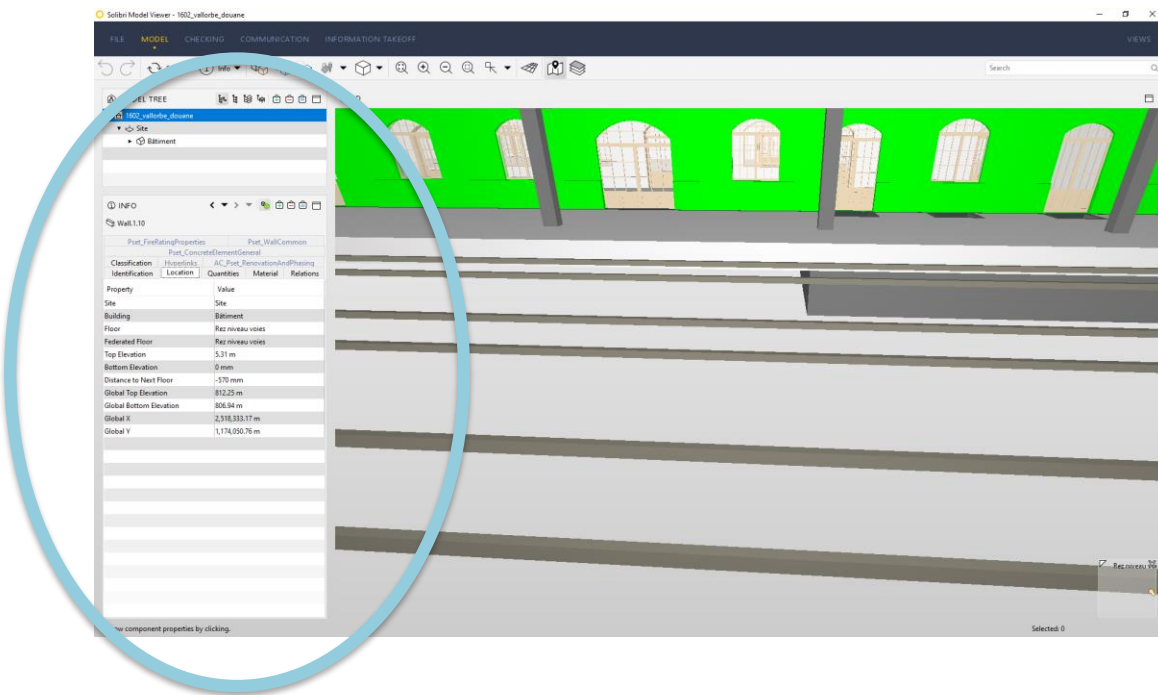 Solibri Model Viewer - 1602_vallorbe_douane
FILE MODEL CHECKING COMMUNICATION INFORMATION TAKEOFF VIEWS
Info Search
TREE
1602_vallorbe_douane
Site
Bâtiment
INFO
Wall.1.10
Pset_FireRatingProperties Pset_WallCommon
Pset_ConcreteElementGeneral
Classification Hyperlinks AC_Pset_RenovationAndPhasing
Identification Location Quantities Material Relations
Property Value
Site Site
Building Bâtiment
Floor Rez niveau voies
Federated Floor Rez niveau voies
Top Elevation 5.31 m
Bottom Elevation 0 mm
Distance to Next Floor -570 mm
Global Top Elevation 812.25 m
Global Bottom Elevation 806.94 m
Global X 2,518,333.17 m
Global Y 1,174,050.76 m
Rez niveau
component properties by clicking. Selected: 0